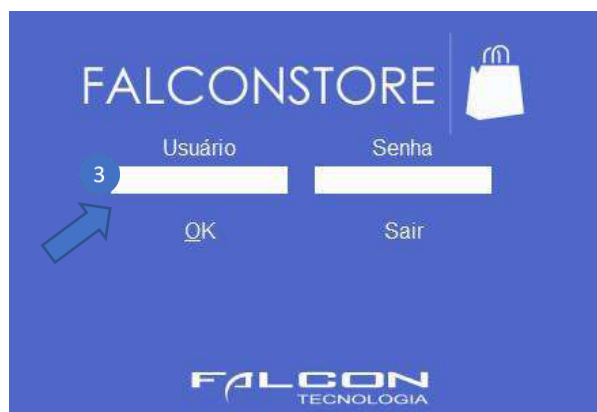 FALCONSTORE
Usuário Senha
3
OK Sair
FALCON
TECNOLOGIA